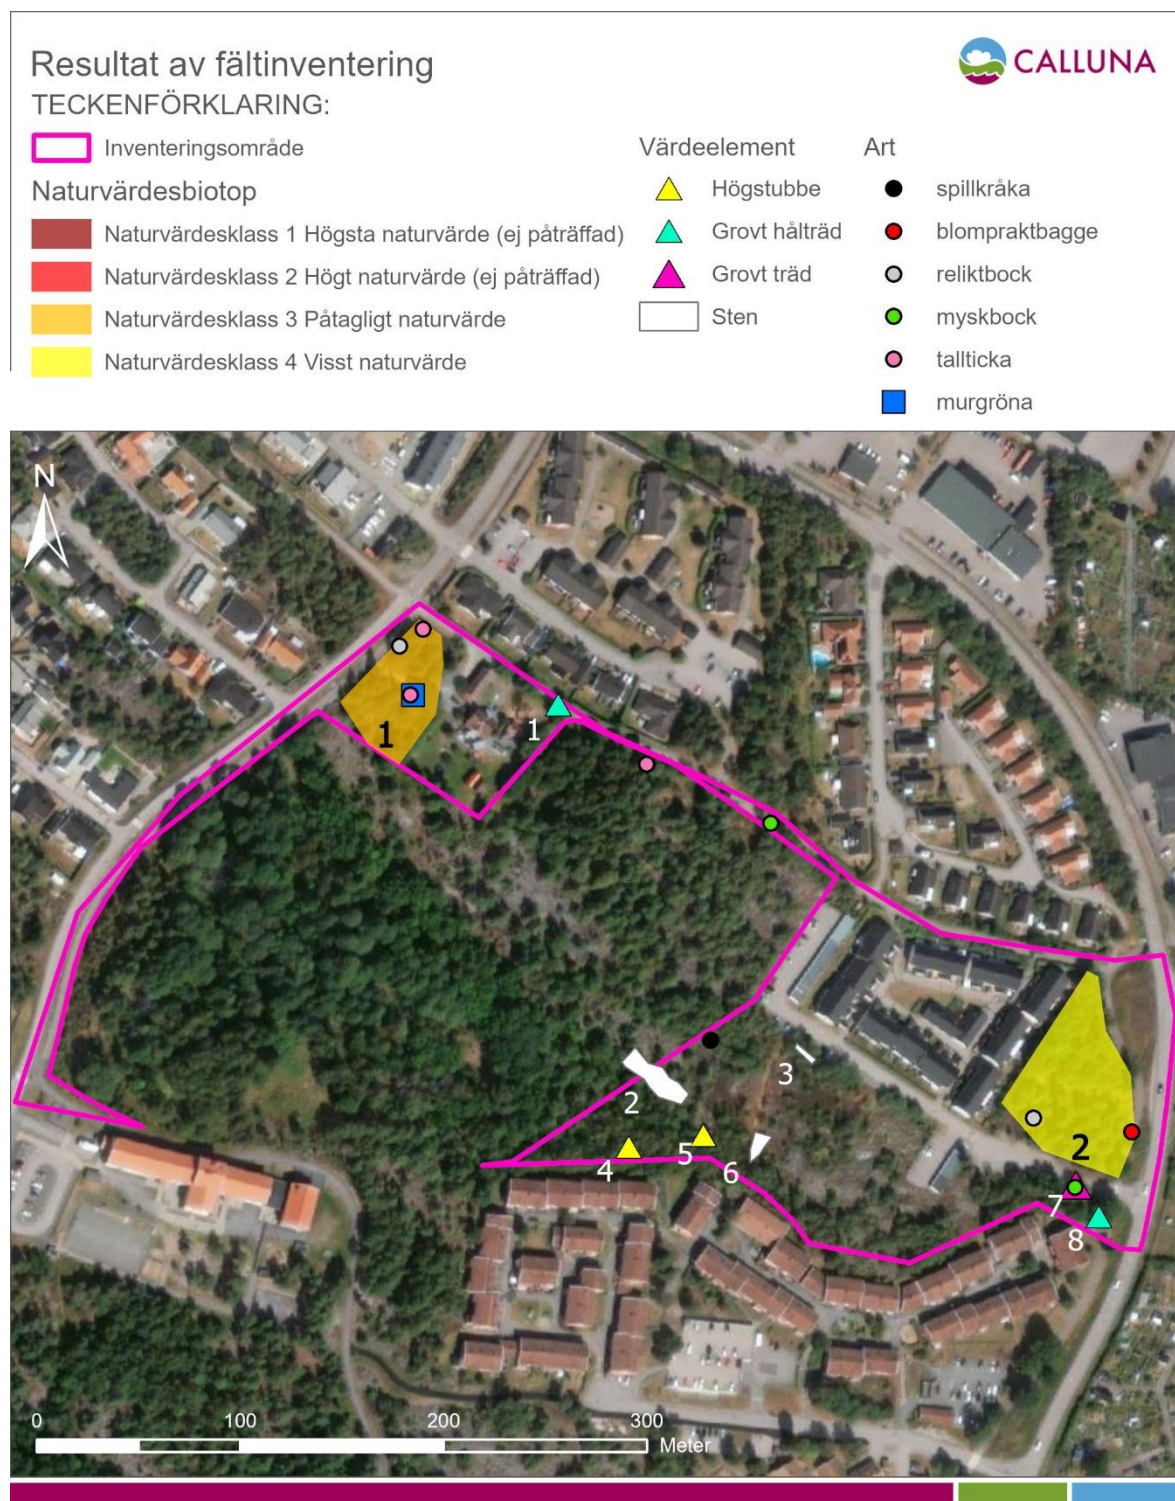 Resultat av fältinventering
CALLUNA
TECKENFÖRKLARING:
Inventeringsområde
Naturvärdesbiotop
Naturvärdesklass 1 Högsta naturvärde (ej påträffad)
Naturvärdesklass 2 Högt naturvärde (ej påträffad)
Naturvärdesklass 3 Påtagligt naturvärde
Naturvärdesklass 4 Visst naturvärde
Värdeelement
Högstubbe
Grovt hålträd
Grovt träd
Sten
Art
spillkråka
blompraktbagge
reliktbock
myskbock
tallticka
murgröna
N
1
1
2
3
4
5
6
2
7
8
0 100 200 300
Meter